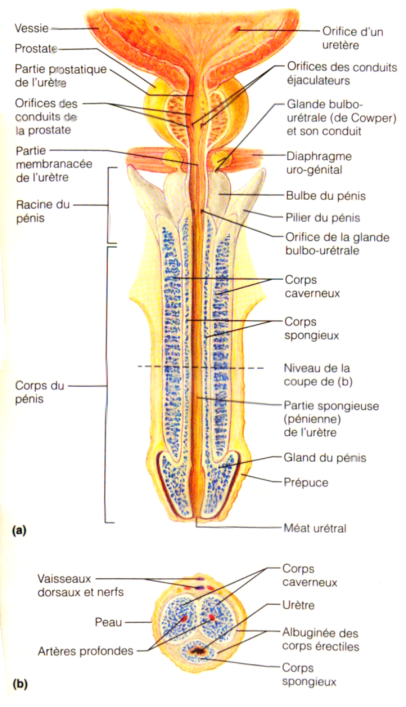 Vessie
Prostate
Partie prostatique
de l'urètre
Orifices des
conduits de
la prostate
Partie
membranacée
de l'urètre
Racine du
pénis
Corps du
pénis
Orifice d'un
uretère
Orifices des conduits
éjaculateurs
Glande bulbo-
urétrale (de Cowper)
et son conduit
Diaphragme
uro-génital
Bulbe du pénis
Pilier du pénis
Orifice de la glande
bulbo-urétrale
Corps
caverneux
Corps
spongieux
Niveau de la
coupe de (b)
Partie spongieuse
(pénienne)
de l'urètre
Gland du pénis
Prépuce
Méat urétral
(a)
Vaisseaux
dorsaux et nerfs
Peau
Artères profondes
Corps
caverneux
Urètre
Albuginée des
corps érectiles
Corps
spongieux
(b)